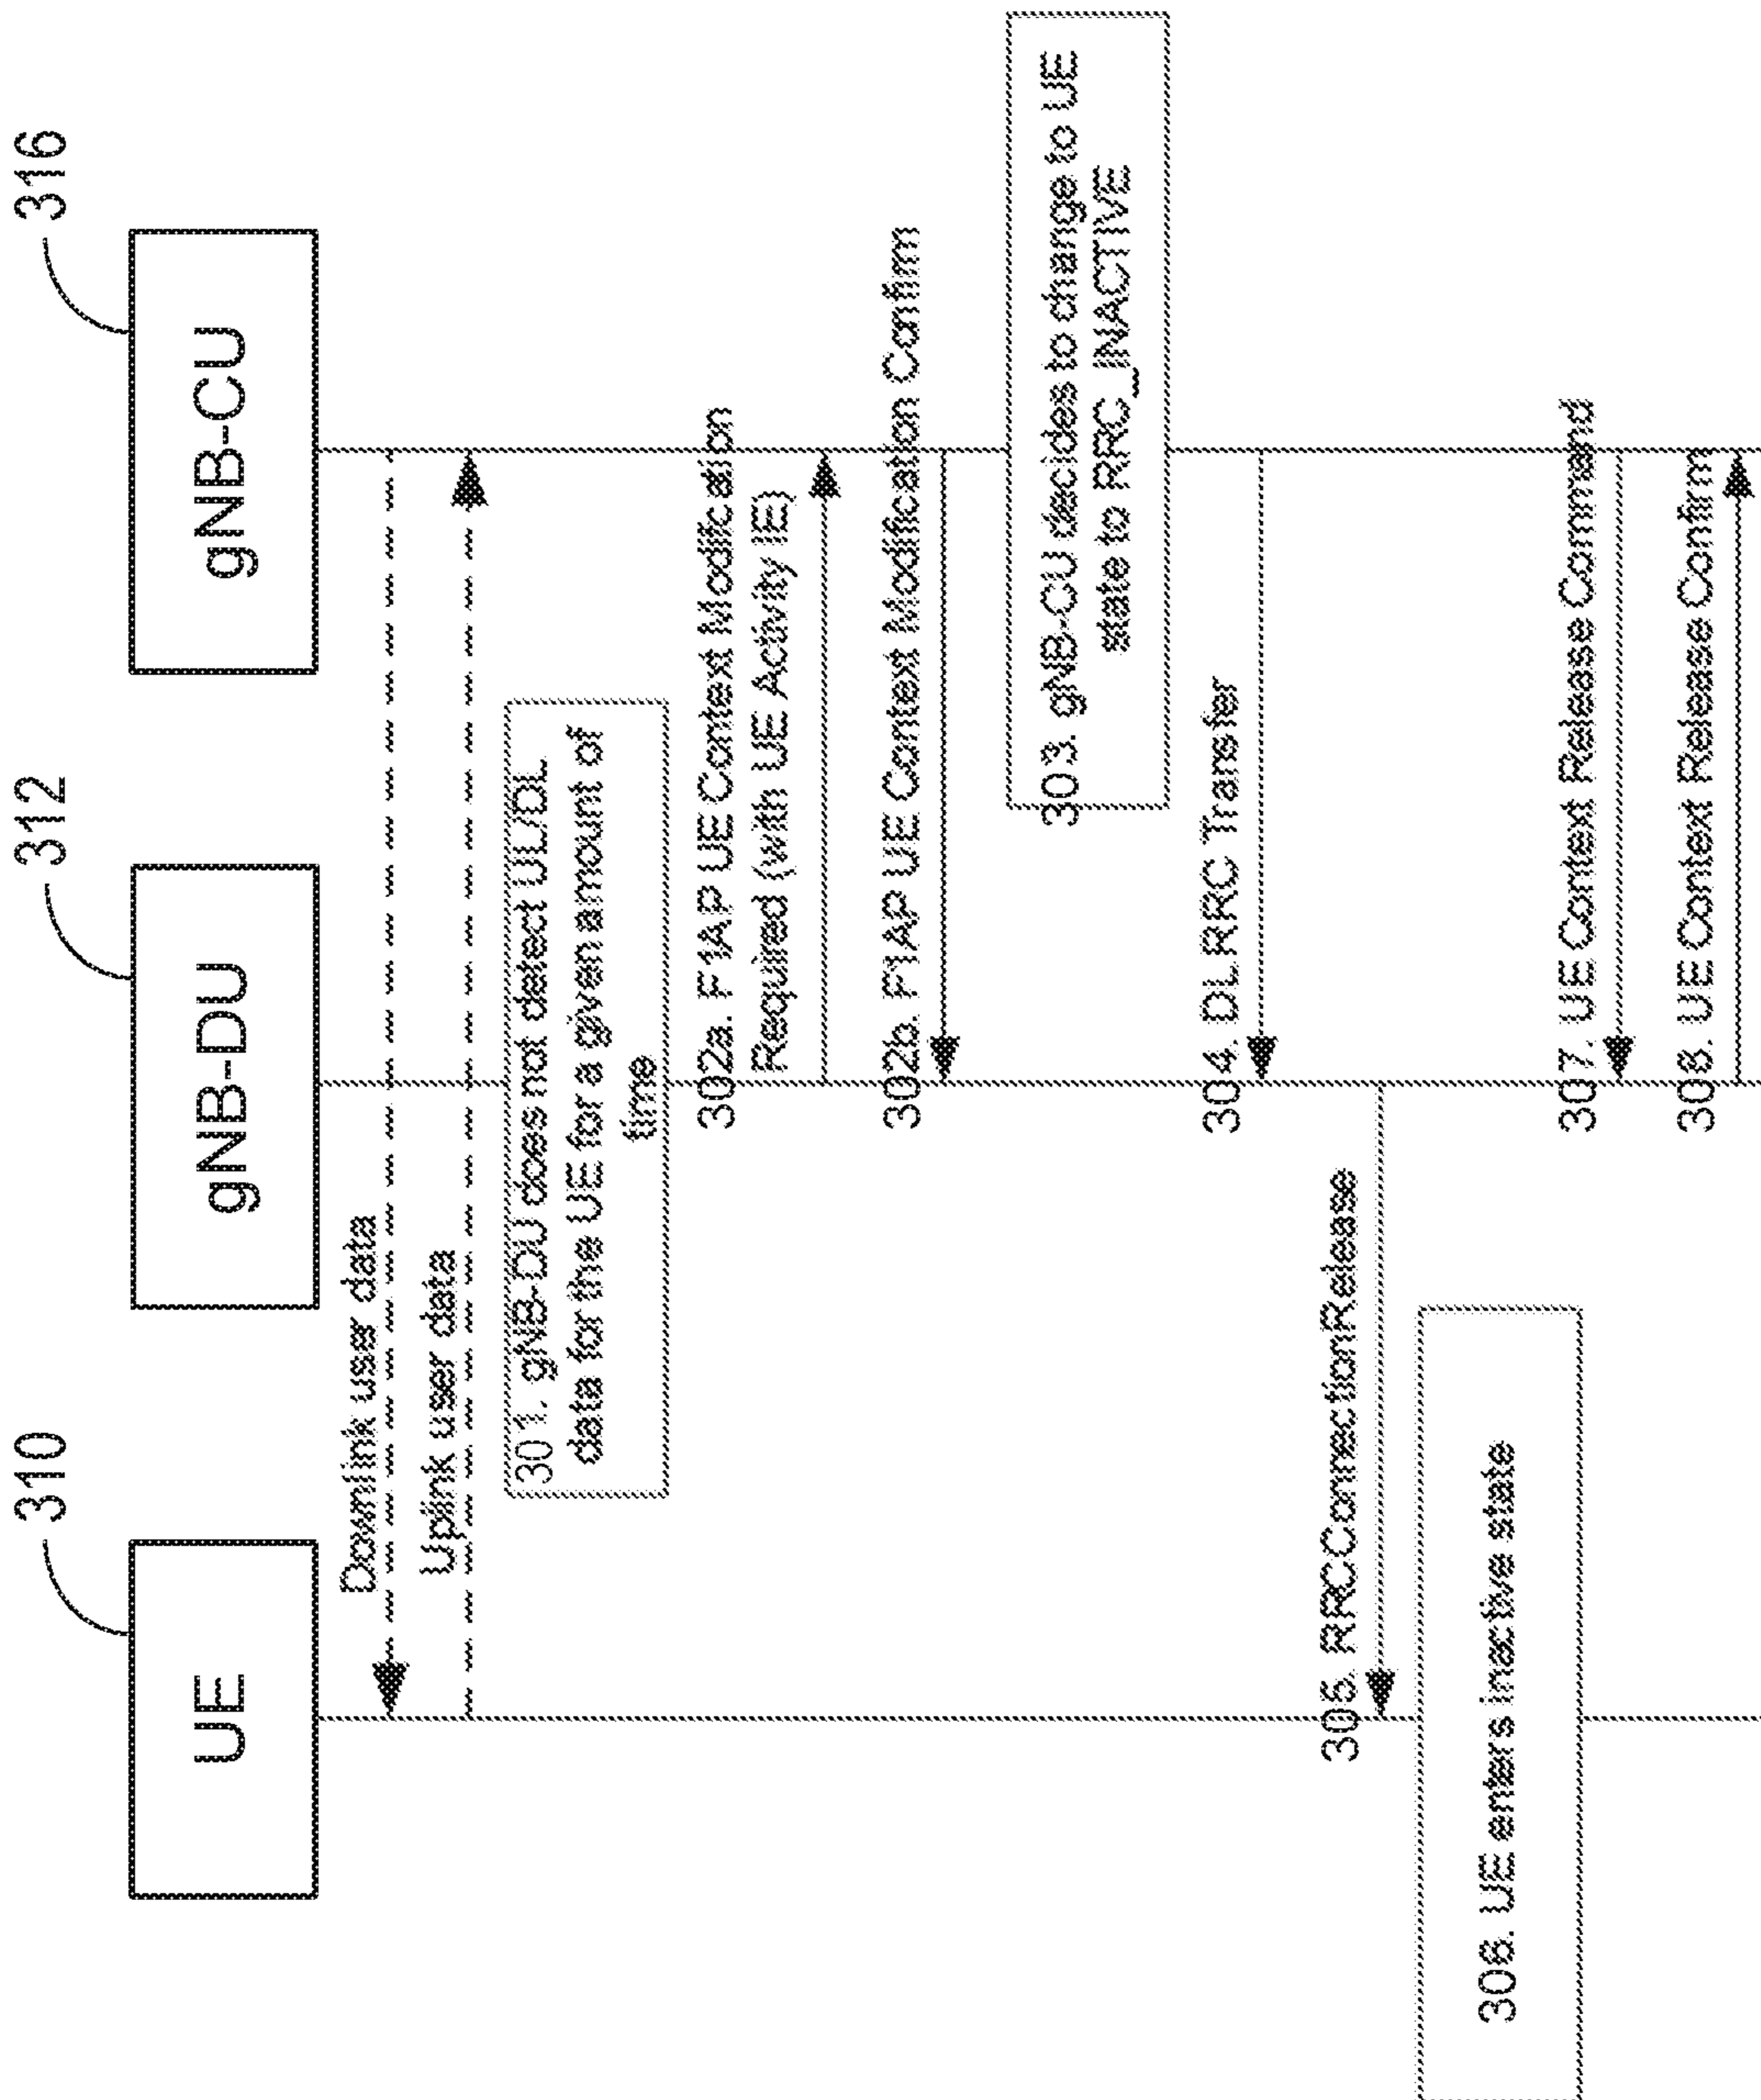 310
312
316
UE
gNB-DU
gNB-CU
Downlink user data
Uplink user data
301. gNB-DU does not detect UL/DL
data for the UE for a given amount of
time
302a. F1AP UE Context Modification
Required (with UE Activity IE)
302b. F1AP UE Context Modification Confirm
303. gNB-CU decides to change to UE
state to RRC_INACTIVE
304. DL RRC Transfer
305. RRCConnectionRelease
306. UE enters inactive state
307. UE Context Release Command
308. UE Context Release Confirm